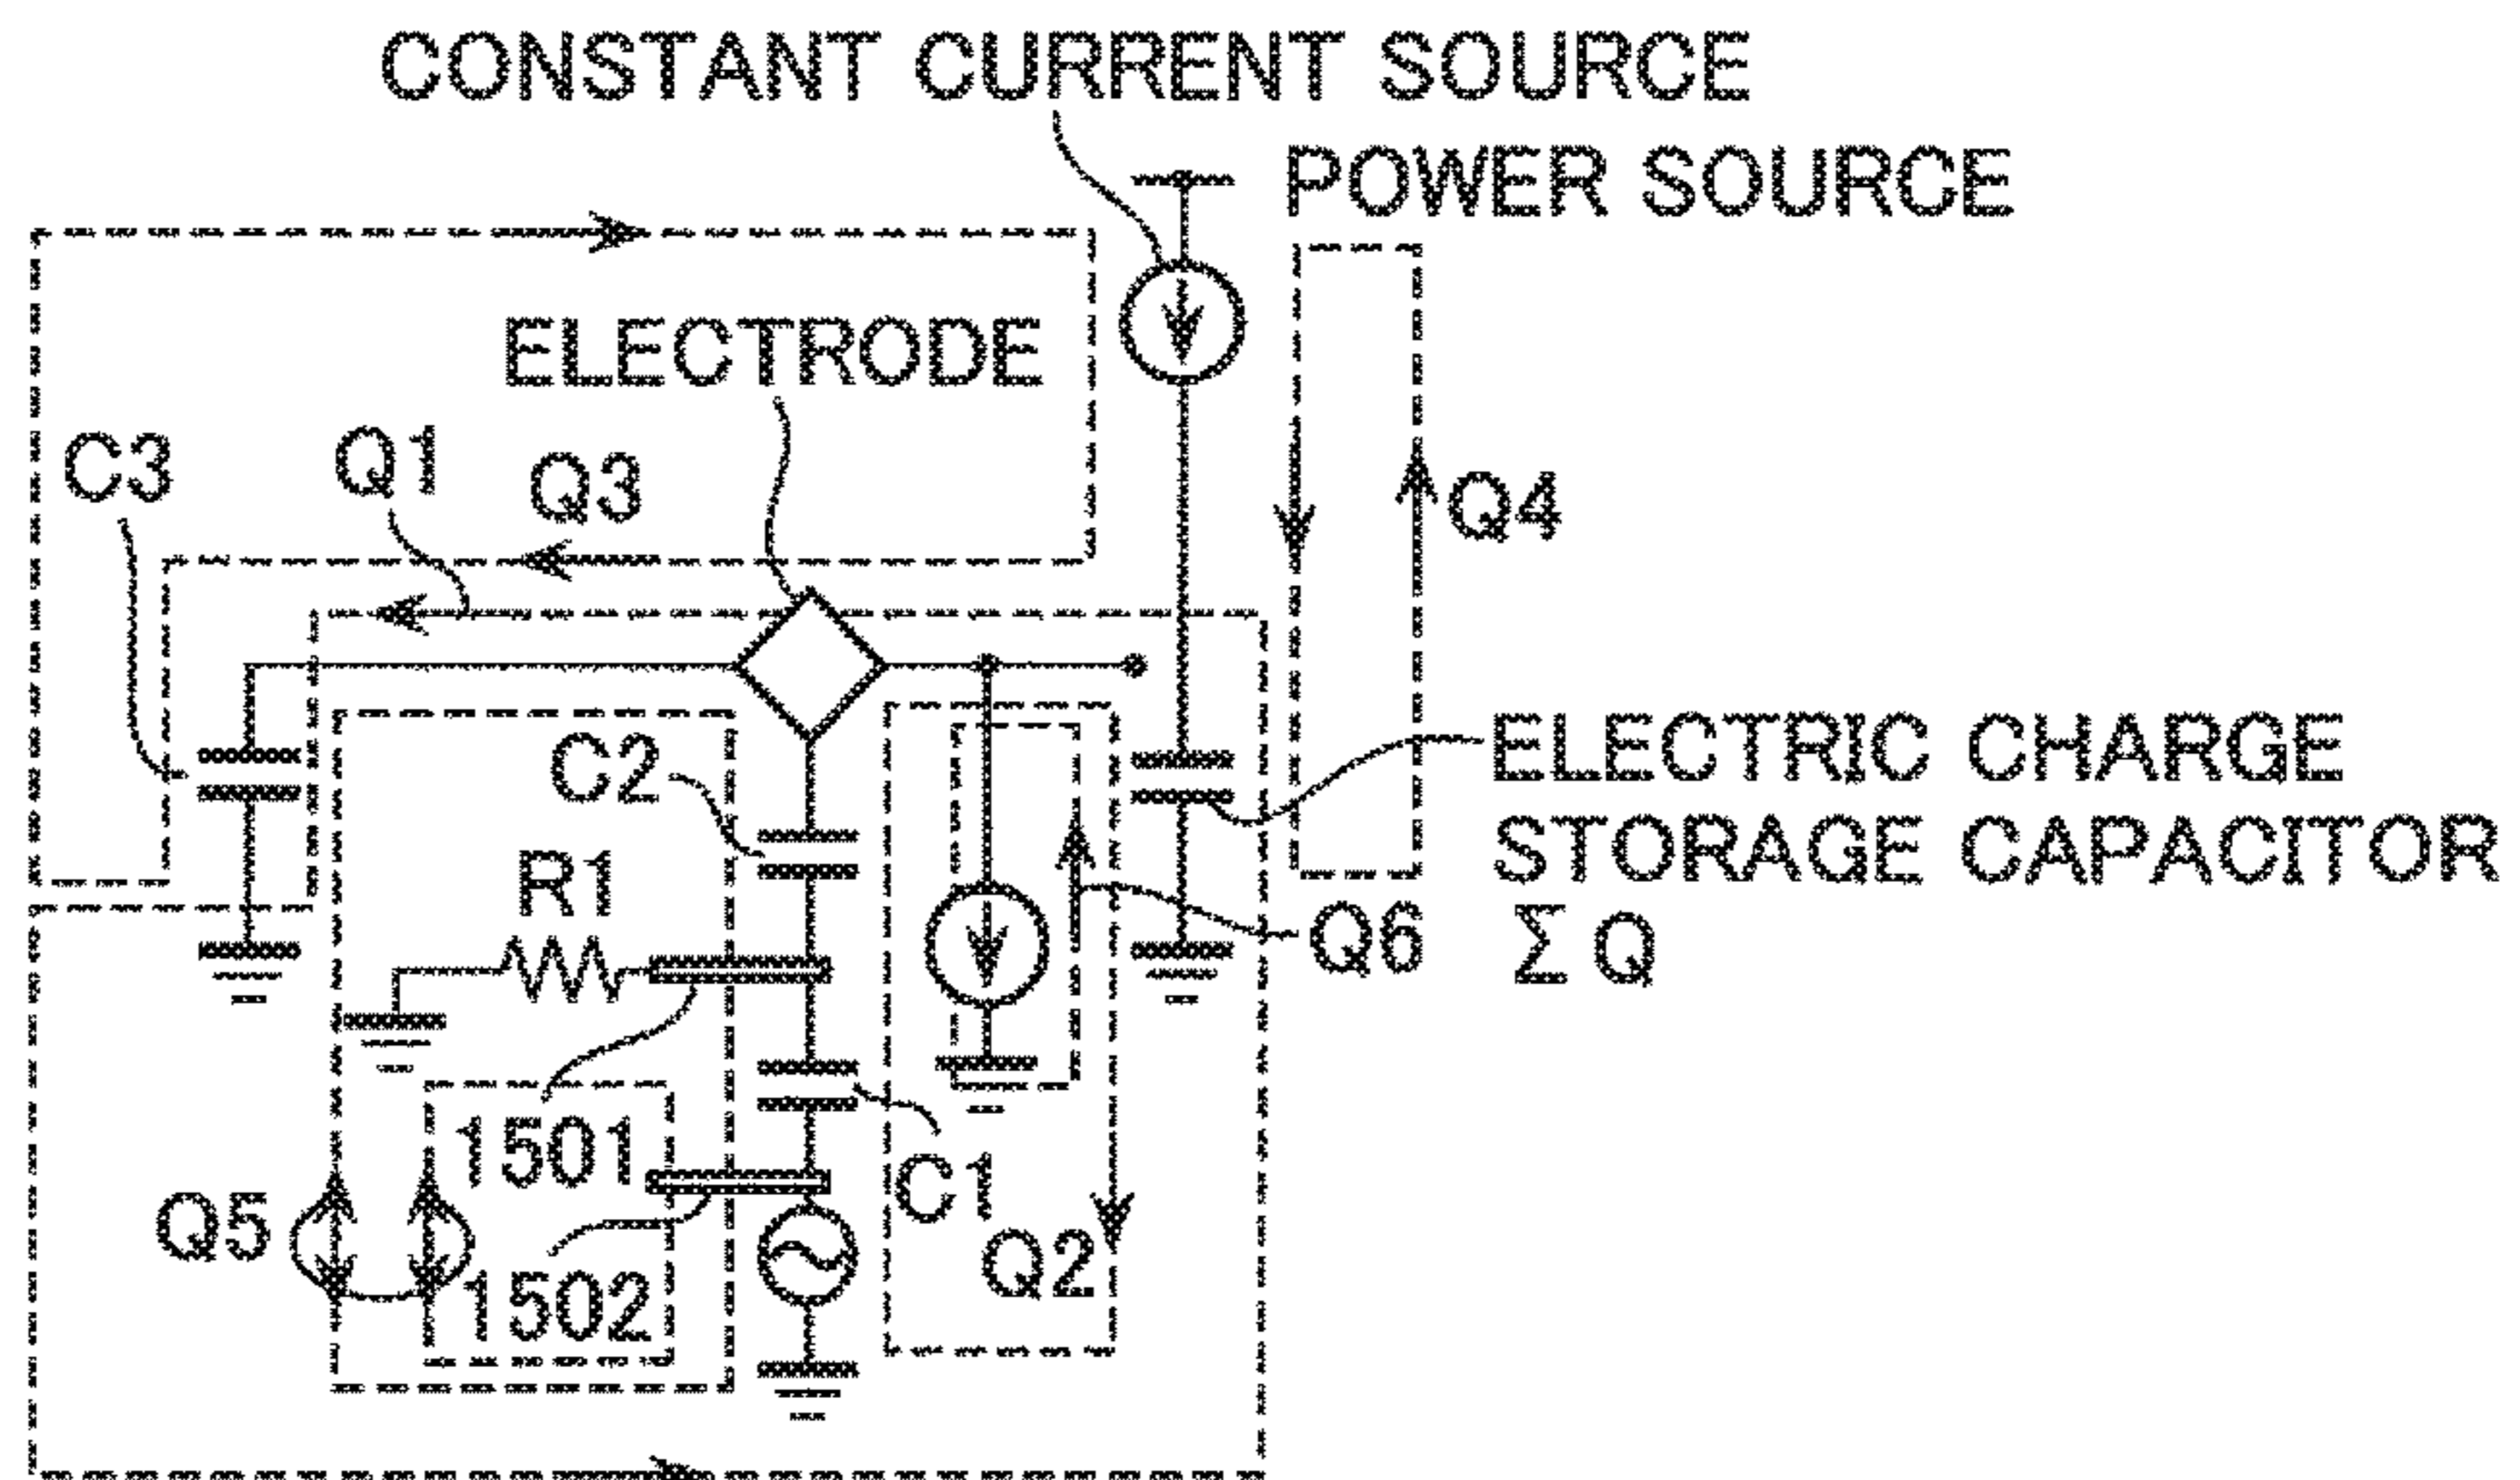 CONSTANT CURRENT SOURCE
POWER SOURCE
ELECTRODE
C3
Q1
Q3
Q4
C2
ELECTRIC CHARGE
STORAGE CAPACITOR
R1
Q6
Σ Q
1501
C1
Q5
Q2
1502